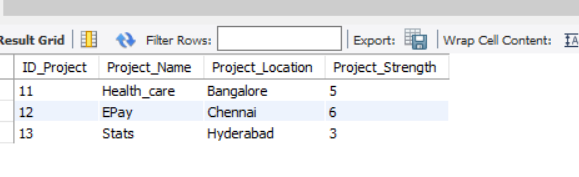 Result Grid Filter Rows: Export: Wrap Cell Content: IA
ID_Project Project_Name Project_Location Project_Strength
11 Health_care Bangalore 5
12 EPay Chennai 6
13 Stats Hyderabad 3